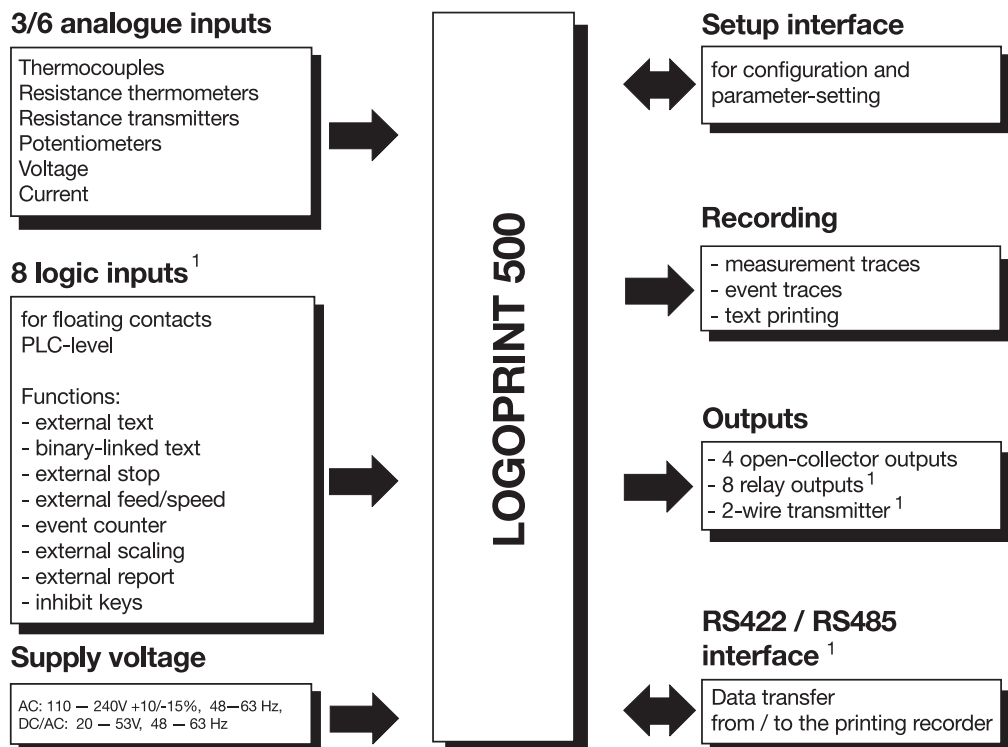 3/6 analogue inputs
Thermocouples
Resistance thermometers
Resistance transmitters
Potentiometers
Voltage
Current
8 logic inputs 1
for floating contacts
PLC-level
Functions:
- external text
- binary-linked text
- external stop
- external feed/speed
- event counter
- external scaling
- external report
- inhibit keys
Supply voltage
AC: 110 – 240V +10/-15%, 48–63 Hz,
DC/AC: 20 – 53V, 48 – 63 Hz
LOGOPRINT 500
Setup interface
for configuration and
parameter-setting
Recording
- measurement traces
- event traces
- text printing
Outputs
- 4 open-collector outputs
- 8 relay outputs 1
- 2-wire transmitter 1
RS422 / RS485
interface 1
Data transfer
from / to the printing recorder